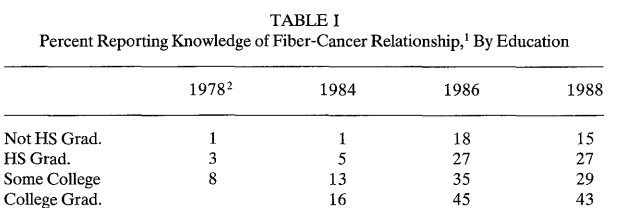 TABLE I
Percent Reporting Knowledge of Fiber-Cancer Relationship,¹ By Education
1978² 1984 1986 1988
Not HS Grad. 1 1 18 15
HS Grad. 3 5 27 27
Some College 8 13 35 29
College Grad. 16 45 43